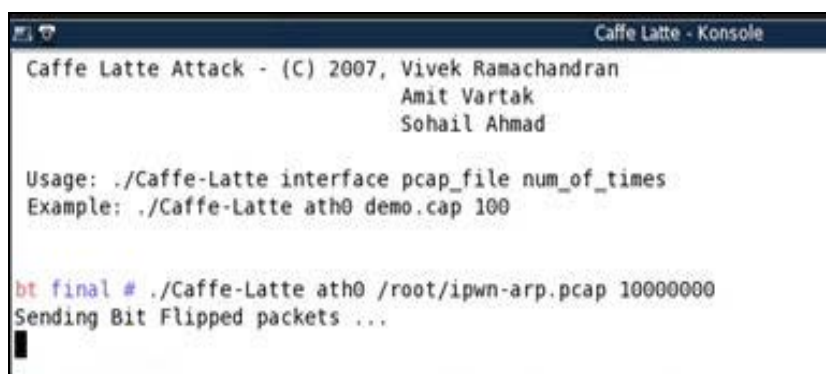 Caffe Latte - Konsole
Caffe Latte Attack - (C) 2007, Vivek Ramachandran
Amit Vartak
Sohail Ahmad
Usage: ./Caffe-Latte interface pcap_file num_of_times
Example: ./Caffe-Latte ath0 demo.cap 100
bt final # ./Caffe-Latte ath0 /root/ipwn-arp.pcap 10000000
Sending Bit Flipped packets ...